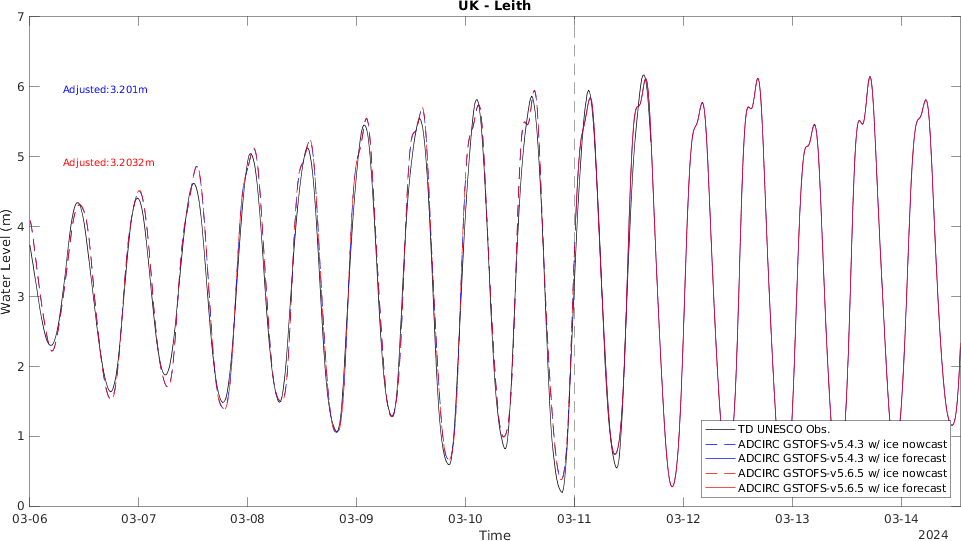 UK - Leith
7
6
5
4
3
2
1
0
Water Level (m)
Adjusted:3.201m
Adjusted:3.2032m
TD UNESCO Obs.
ADCIRC GSTOFS-v5.4.3 w/ ice nowcast
ADCIRC GSTOFS-v5.4.3 w/ ice forecast
ADCIRC GSTOFS-v5.6.5 w/ ice nowcast
ADCIRC GSTOFS-v5.6.5 w/ ice forecast
03-06 03-07 03-08 03-09 03-10 03-11 03-12 03-13 03-14
Time
2024